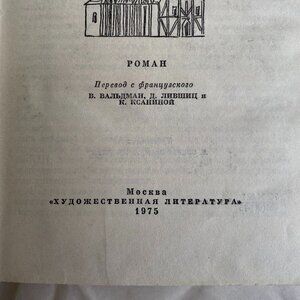 РОМАН
Перевод с французского
В. ВАЛЬДМАН, Д. ЛИВШИЦ и
К. КСАНИНОЙ
Москва
«ХУДОЖЕСТВЕННАЯ ЛИТЕРАТУРА»
1975